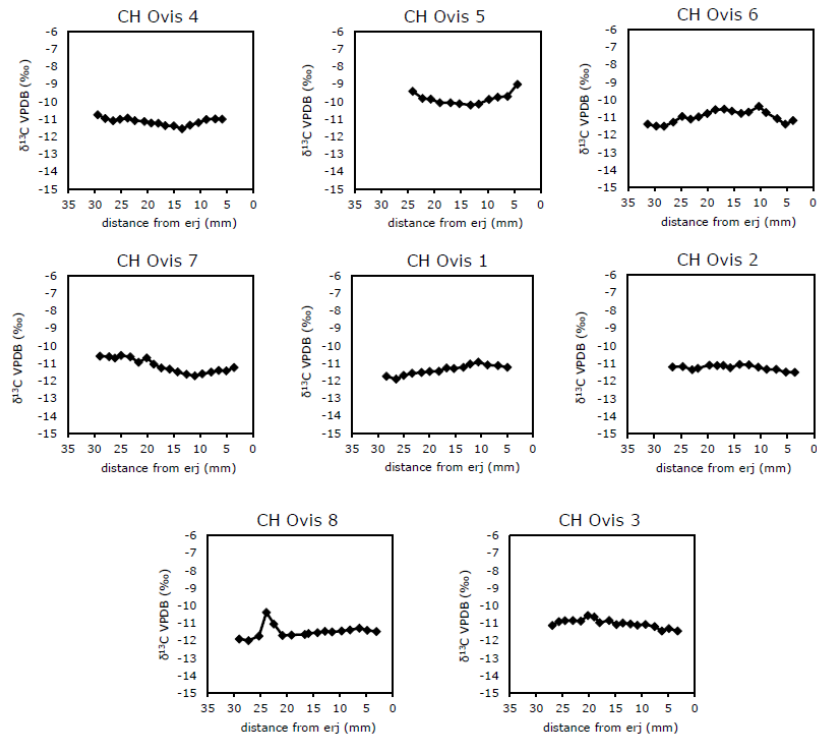 CH Ovis 4
-6
-7
-8
-9
-10
-11
-12
-13
-14
-15
δ¹³C VPDB (‰)
35 30 25 20 15 10 5 0
distance from erj (mm)
CH Ovis 5
-6
-7
-8
-9
-10
-11
-12
-13
-14
-15
δ¹³C VPDB (‰)
35 30 25 20 15 10 5 0
distance from erj (mm)
CH Ovis 6
-6
-7
-8
-9
-10
-11
-12
-13
-14
-15
δ¹³C VPDB (‰)
35 30 25 20 15 10 5 0
distance from erj (mm)
CH Ovis 7
-6
-7
-8
-9
-10
-11
-12
-13
-14
-15
δ¹³C VPDB (‰)
35 30 25 20 15 10 5 0
distance from erj (mm)
CH Ovis 1
-6
-7
-8
-9
-10
-11
-12
-13
-14
-15
δ¹³C VPDB (‰)
35 30 25 20 15 10 5 0
distance from erj (mm)
CH Ovis 2
-6
-7
-8
-9
-10
-11
-12
-13
-14
-15
δ¹³C VPDB (‰)
35 30 25 20 15 10 5 0
distance from erj (mm)
CH Ovis 8
-6
-7
-8
-9
-10
-11
-12
-13
-14
-15
δ¹³C VPDB (‰)
35 30 25 20 15 10 5 0
distance from erj (mm)
CH Ovis 3
-6
-7
-8
-9
-10
-11
-12
-13
-14
-15
δ¹³C VPDB (‰)
35 30 25 20 15 10 5 0
distance from erj (mm)